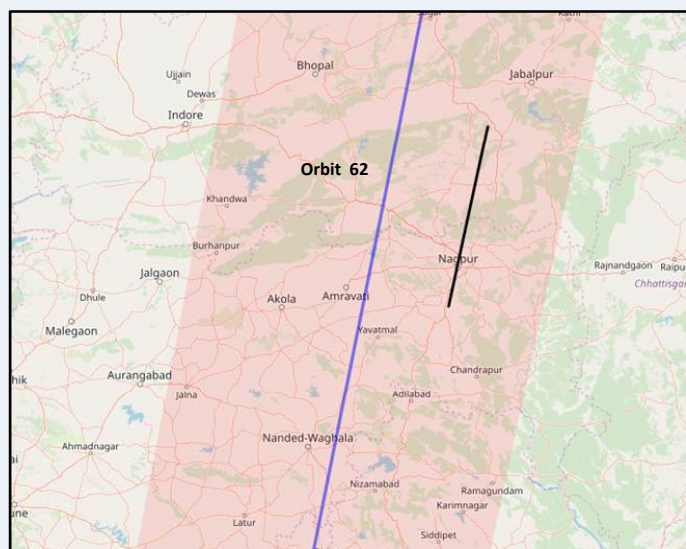 Bhopal
Ujjain
Jabalpur
Dewas
Indore
Orbit 62
Khandwa
Burhanpur
Nagpur
Rajnandgaon
Raipu
Jalgaon
Chhattisga
Dhule
Akola
Amravati
Malegaon
Yavatmal
Chandrapur
Aurangabad
Jalna
Adilabad
Nanded-Waghala
Ahmadnagar
Nizamabad
Ramagundam
Karimnagar
Latur
Siddipet